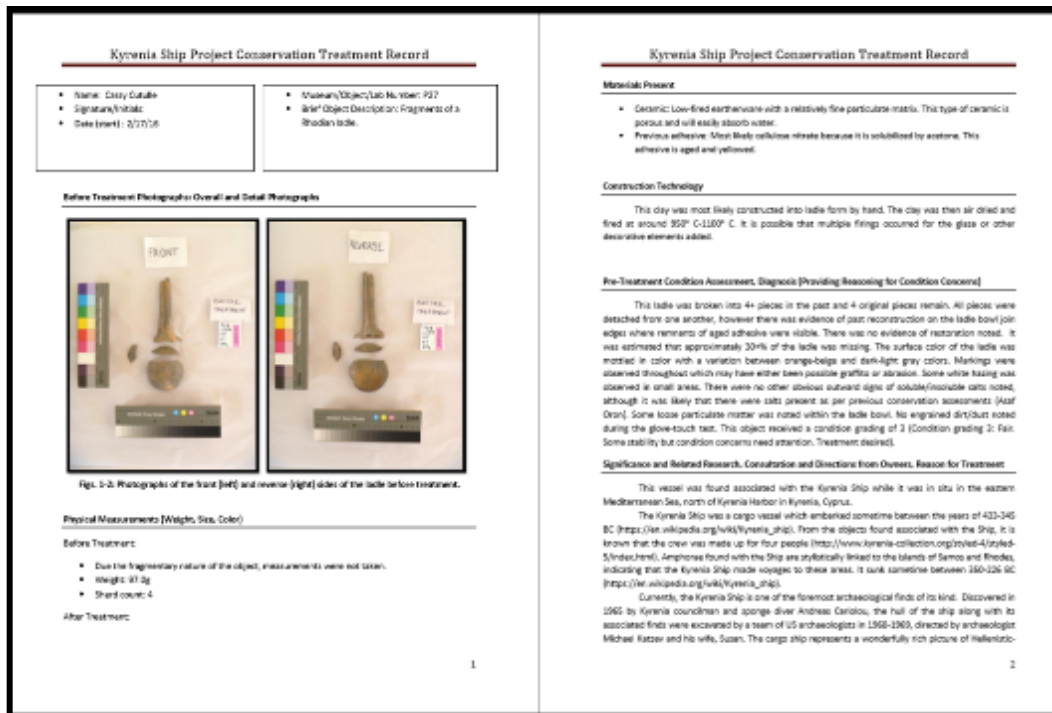 Kyrenia Ship Project Conservation Treatment Record
Name: Casey Cutulle
Signature/Initials:
Date (start) : 2/17/16
Museum/Object/Lab Number: P27
Brief Object Description: Fragments of a
Rhodian ladle.
Before Treatment Photographs: Overall and Detail Photographs
FRONT
REVERSE
BEFORE
TREATMENT
Figs. 1-2: Photographs of the front (left) and reverse (right) sides of the ladle before treatment.
Physical Measurements (Weight, Size, Color)
Before Treatment:
Due the fragmentary nature of the object, measurements were not taken.
Weight: 97.0g
Shard count: 4
After Treatment:
1
Kyrenia Ship Project Conservation Treatment Record
Materials Present
Ceramic: Low-fired earthenware with a relatively fine particulate matrix. This type of ceramic is
porous and will easily absorb water.
Previous adhesive: Most likely cellulose nitrate because it is solubilized by acetone. This
adhesive is aged and yellowed.
Construction Technology
This clay was most likely constructed into ladle form by hand. The clay was then air dried and
fired at around 950° C-1100° C. It is possible that multiple firings occurred for the glaze or other
decorative elements added.
Pre-Treatment Condition Assessment, Diagnosis (Providing Reasoning for Condition Concerns)
This ladle was broken into 4+ pieces in the past and 4 original pieces remain. All pieces were
detached from one another, however there was evidence of past reconstruction on the ladle bowl join
edges where remnants of aged adhesive were visible. There was no evidence of restoration noted. It
was estimated that approximately 30+% of the ladle was missing. The surface color of the ladle was
mottled in color with a variation between orange-beige and dark-light gray colors. Markings were
observed throughout which may have either been possible graffito or abrasion. Some white hazing was
observed in small areas. There were no other obvious outward signs of soluble/insoluble salts noted,
although it was likely that there were salts present as per previous conservation assessments (Asaf
Oron). Some loose particulate matter was noted within the ladle bowl. No engrained dirt/dust noted
during the glove-touch test. This object received a condition grading of 3 (Condition grading 3: Fair.
Some stability but condition concerns need attention. Treatment desired).
Significance and Related Research, Consultation and Directions from Owners, Reason for Treatment
This vessel was found associated with the Kyrenia Ship while it was in situ in the eastern
Mediterranean Sea, north of Kyrenia Harbor in Kyrenia, Cyprus.
The Kyrenia Ship was a cargo vessel which embarked sometime between the years of 433-345
BC (https://en.wikipedia.org/wiki/Kyrenia_ship). From the objects found associated with the Ship, it is
known that the crew was made up for four people (http://www.kyrenia-collection.org/styled-4/styled-
5/index.html). Amphorae found with the Ship are stylistically linked to the islands of Samos and Rhodes,
indicating that the Kyrenia Ship made voyages to these areas. It sunk sometime between 350-226 BC
(https://en.wikipedia.org/wiki/Kyrenia_ship).
Currently, the Kyrenia Ship is one of the foremost archaeological finds of its kind. Discovered in
1965 by Kyrenia councilman and sponge diver Andreas Cariolou, the hull of the ship along with its
associated finds were excavated by a team of US archaeologists in 1968-1969, directed by archaeologist
Michael Katzev and his wife, Susan. The cargo ship represents a wonderfully rich picture of Hellenistic-
2